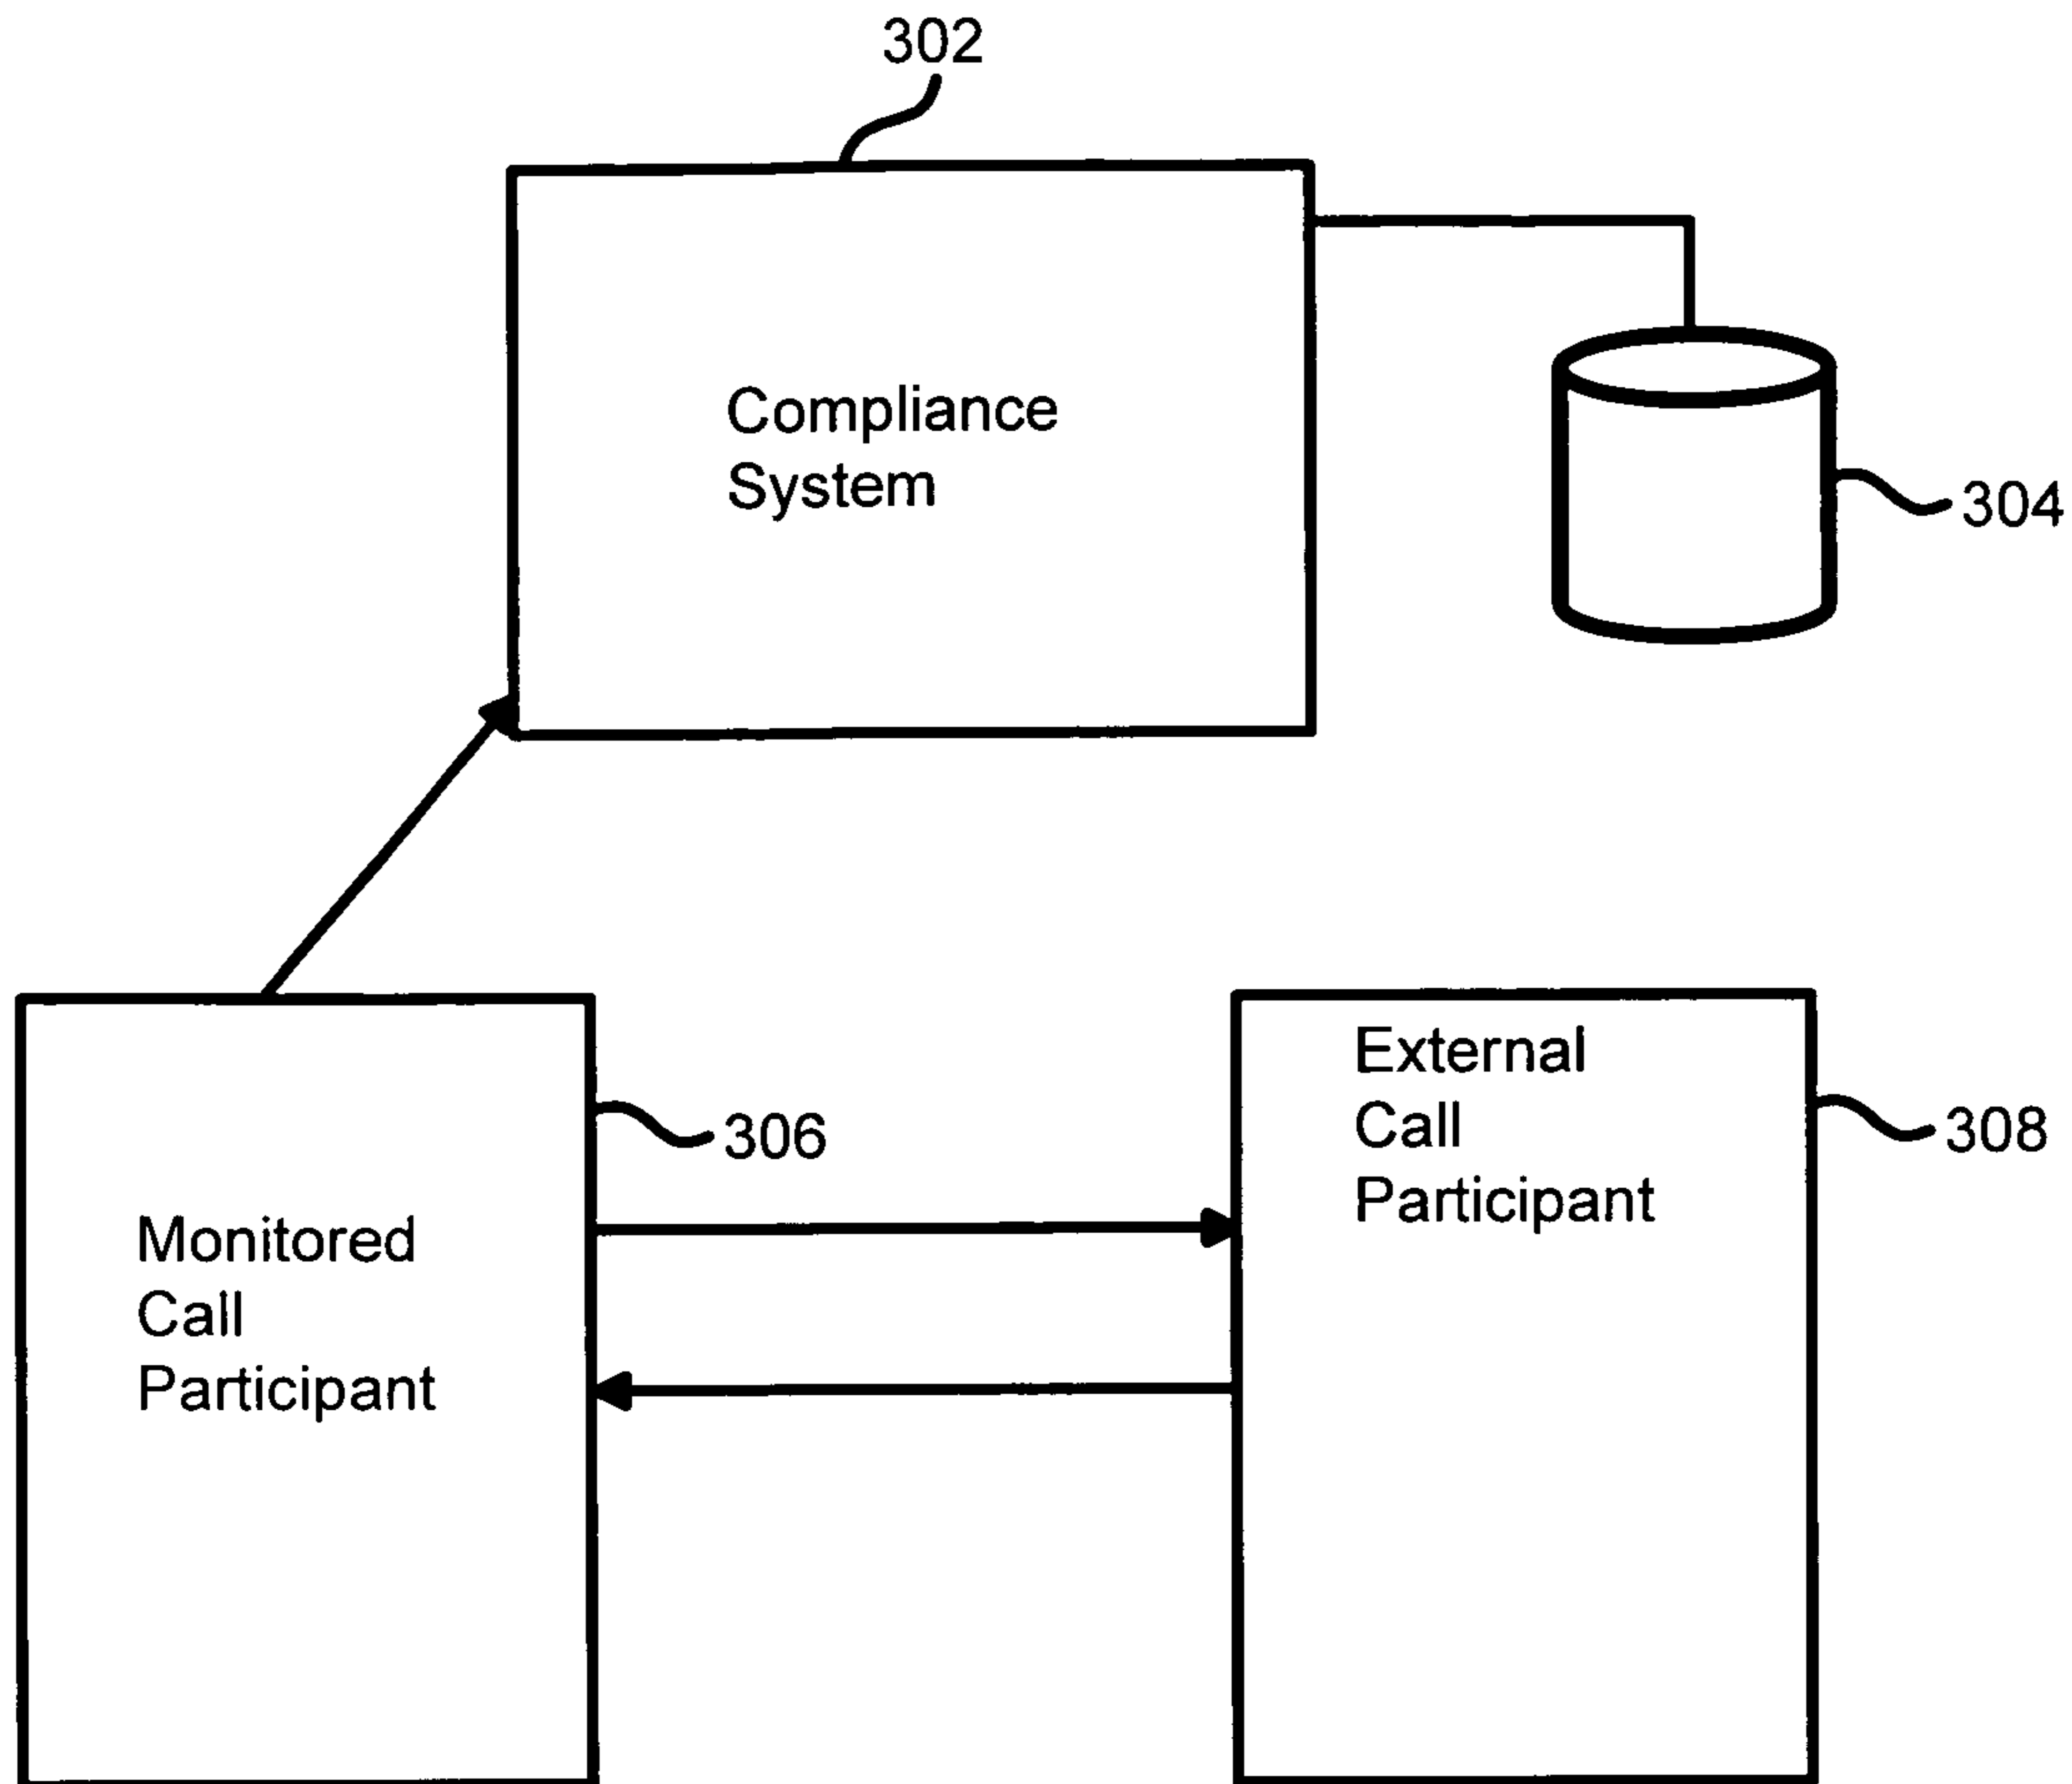 302
Compliance
System
304
306
Monitored
Call
Participant
External
Call
Participant
308